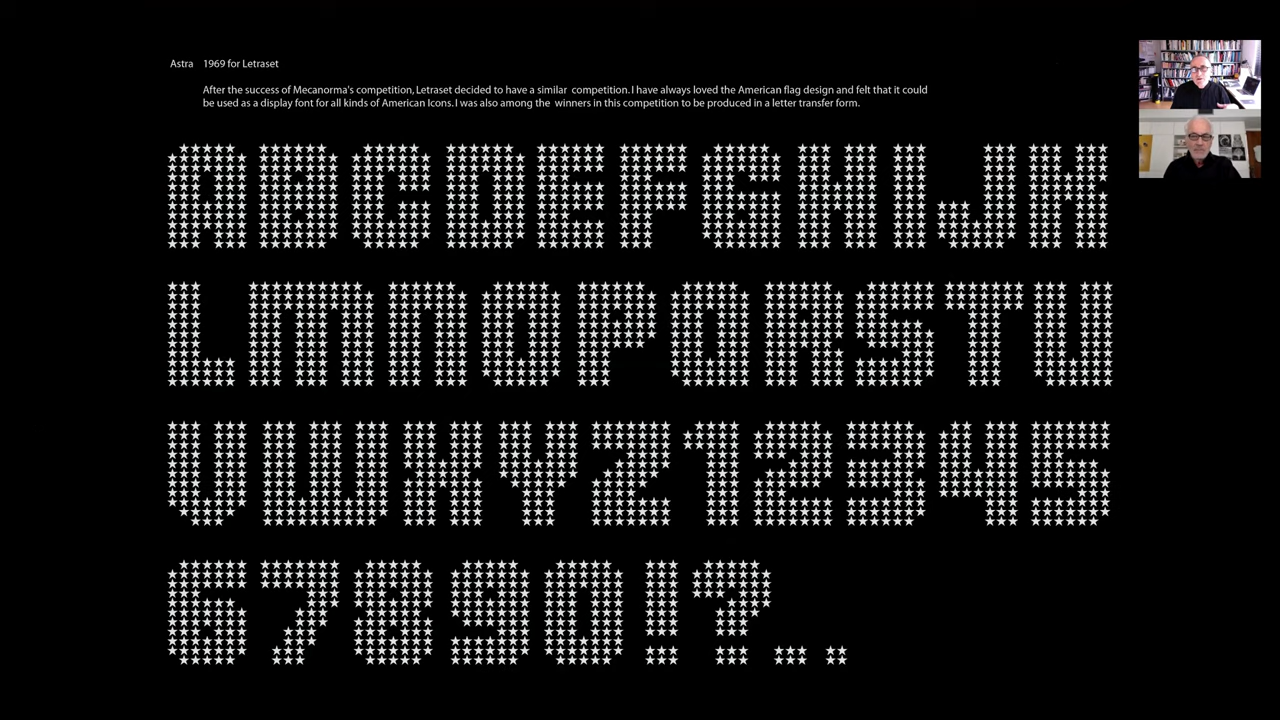 Astra 1969 for Letraset
After the success of Mecanorma's competition, Letraset decided to have a similar competition. I have always loved the American flag design and felt that it could
be used as a display font for all kinds of American Icons. I was also among the winners in this competition to be produced in a letter transfer form.
ABCDEFGHIJK
LMNOPQRSTU
VWXYZ12345
67890!?..